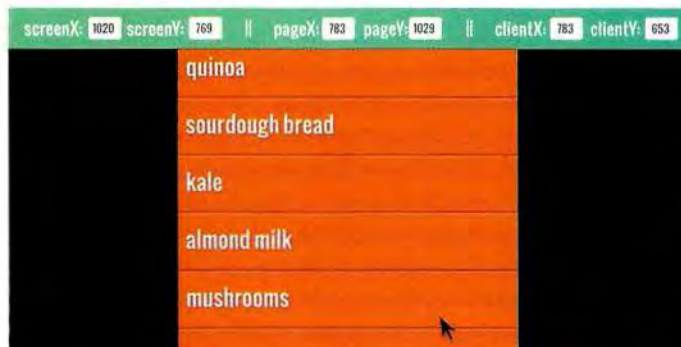 screenX: 1020 screenY: 769 || pageX: 783 pageY: 1029 || clientX: 783 clientY: 653
quinoa
sourdough bread
kale
almond milk
mushrooms